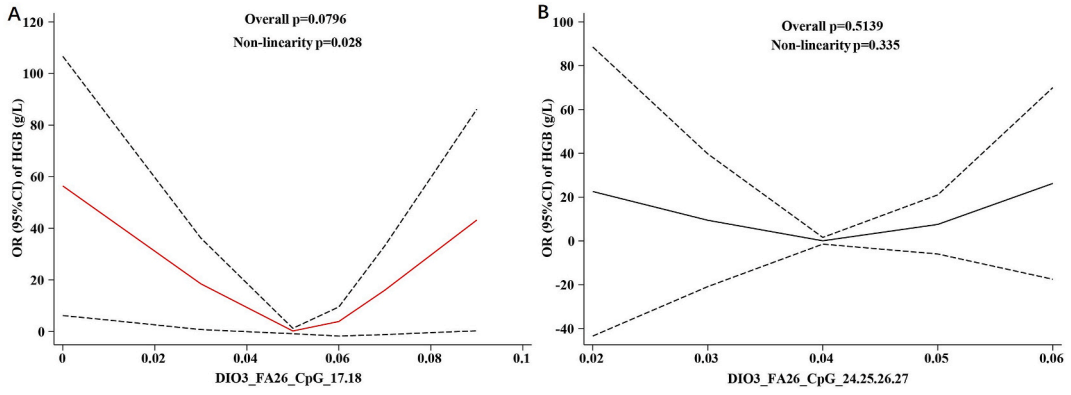 A
Overall p=0.0796
Non-linearity p=0.028
120
100
80
60
40
20
0
OR (95%CI) of HGB (g/L)
0 0.02 0.04 0.06 0.08 0.1
DIO3_FA26_CpG_17.18
B
Overall p=0.5139
Non-linearity p=0.335
100
80
60
40
20
0
-20
-40
OR (95%CI) of HGB (g/L)
0.02 0.03 0.04 0.05 0.06
DIO3_FA26_CpG_24.25.26.27